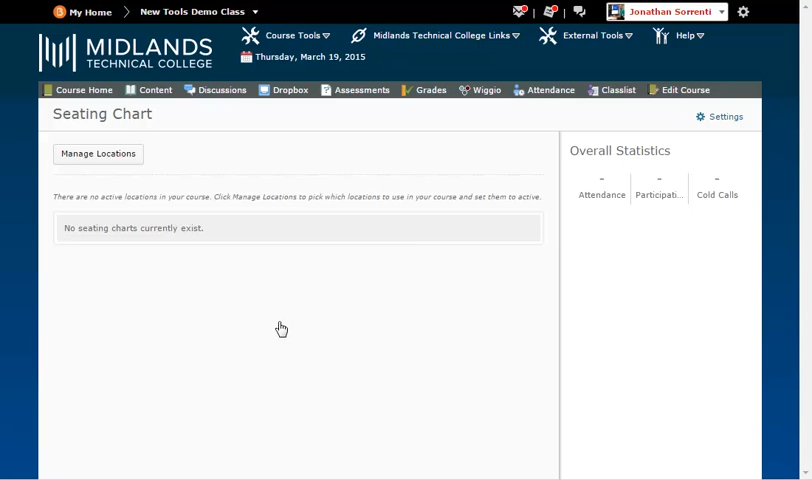 My Home
New Tools Demo Class
Jonathan Sorrenti
MIDLANDS
TECHNICAL COLLEGE
Course Tools
Midlands Technical College Links
External Tools
Help
Thursday, March 19, 2015
Course Home
Content
Discussions
Dropbox
Assessments
Grades
Wiggio
Attendance
Classlist
Edit Course
Seating Chart
Settings
Manage Locations
There are no active locations in your course. Click Manage Locations to pick which locations to use in your course and set them to active.
No seating charts currently exist.
Overall Statistics
- - -
Attendance
Participati...
Cold Calls